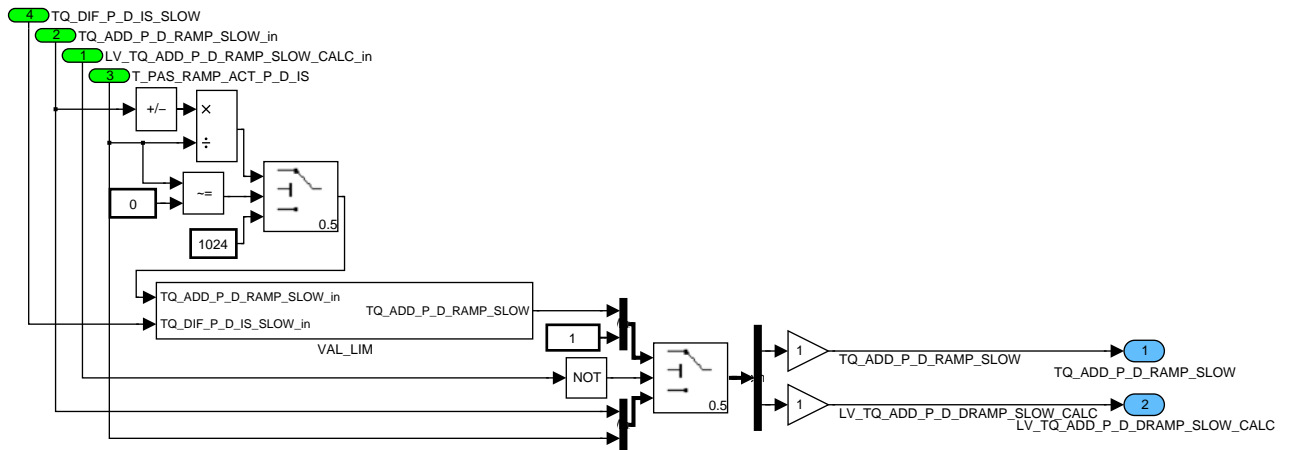 4 TQ_DIF_P_D_IS_SLOW
2 TQ_ADD_P_D_RAMP_SLOW_in
1 LV_TQ_ADD_P_D_RAMP_SLOW_CALC_in
3 T_PAS_RAMP_ACT_P_D_IS
+/−
×
÷
~=
0
1024
0.5
TQ_ADD_P_D_RAMP_SLOW_in
TQ_DIF_P_D_IS_SLOW_in
TQ_ADD_P_D_RAMP_SLOW
VAL_LIM
1
NOT
0.5
1
TQ_ADD_P_D_RAMP_SLOW
1
TQ_ADD_P_D_RAMP_SLOW
1
LV_TQ_ADD_P_D_DRAMP_SLOW_CALC
2
LV_TQ_ADD_P_D_DRAMP_SLOW_CALC